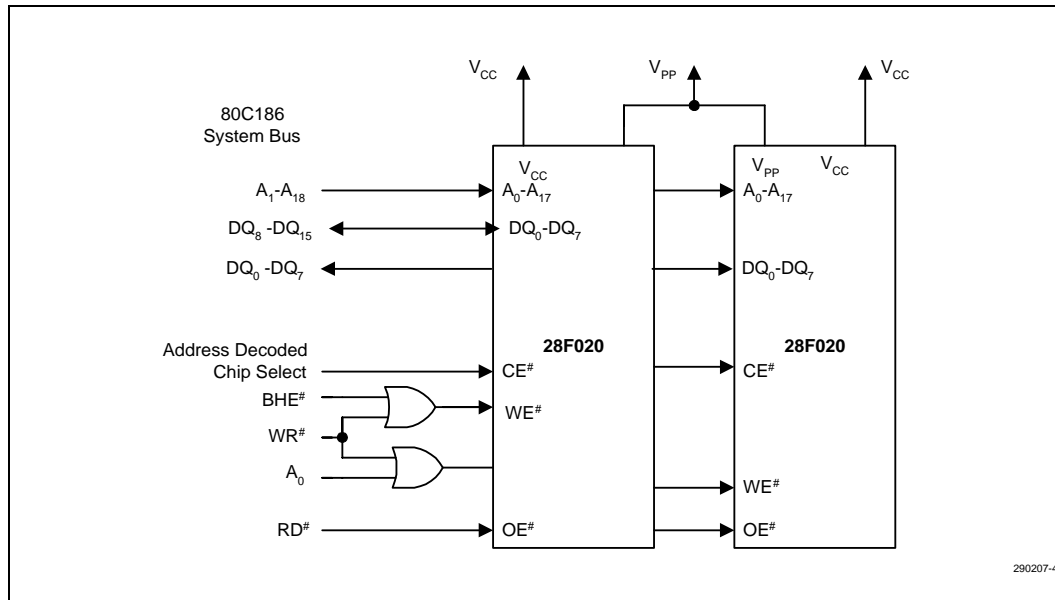 V_CC V_PP V_CC
80C186
System Bus
V_CC V_PP V_CC
A_1-A_18 A_0-A_17 A_0-A_17
DQ_8 -DQ_15 DQ_0-DQ_7
DQ_0 -DQ_7 DQ_0-DQ_7
28F020 28F020
Address Decoded
Chip Select CE# CE#
BHE# WE#
WR#
A_0 WE#
RD# OE# OE#
290207-4